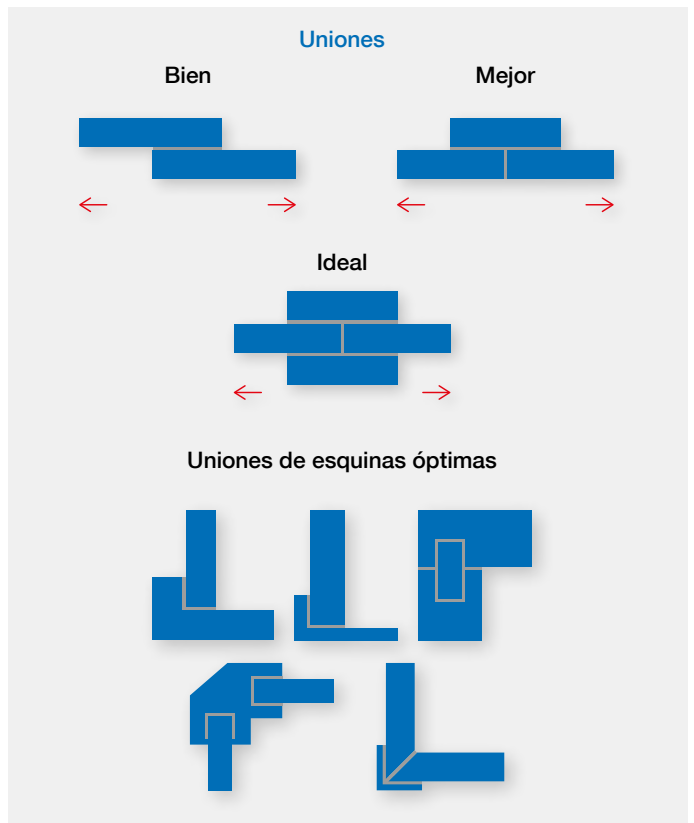 Uniones
Bien
Mejor
Ideal
Uniones de esquinas óptimas